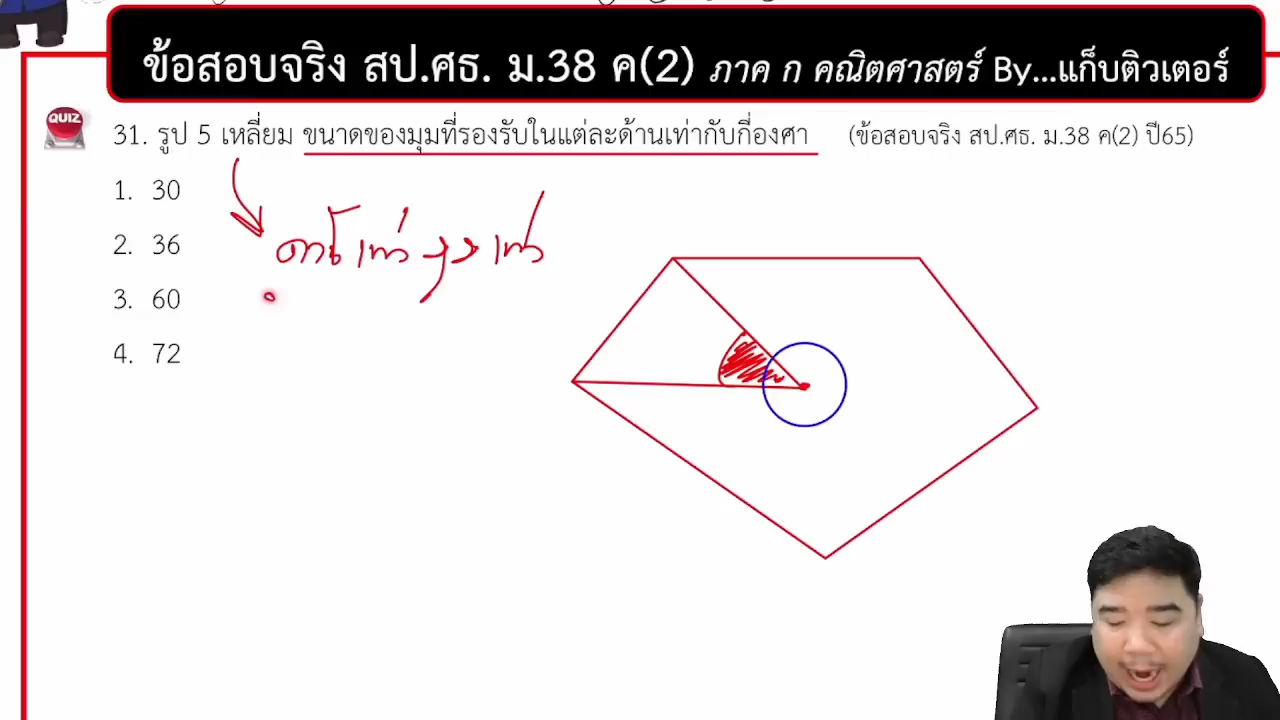 ข้อสอบจริง สป.ศธ. ม.38 ค(2) ภาค ก คณิตศาสตร์ By...แก็บติวเตอร์
QUIZ
31. รูป 5 เหลี่ยม ขนาดของมุมที่รองรับในแต่ละด้านเท่ากับกี่องศา (ข้อสอบจริง สป.ศธ. ม.38 ค(2) ปี65)
1. 30
2. 36
3. 60
4. 72